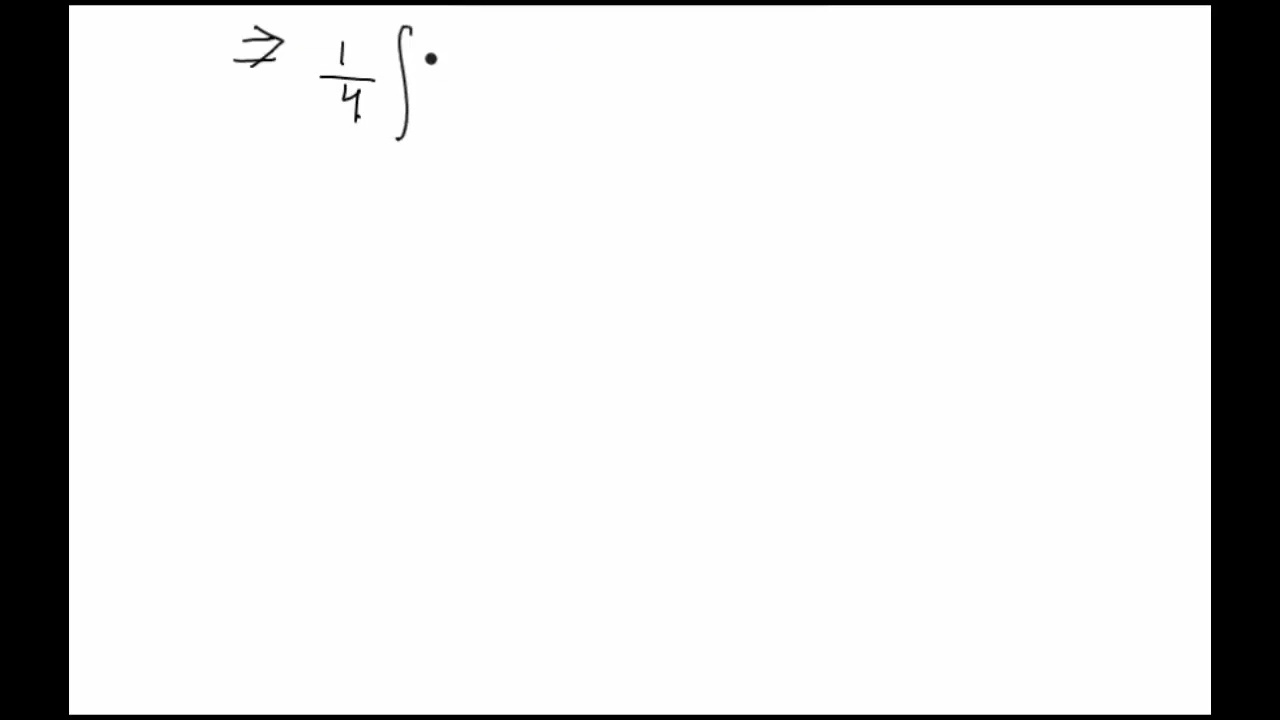 ⇒ 1/4 ∫